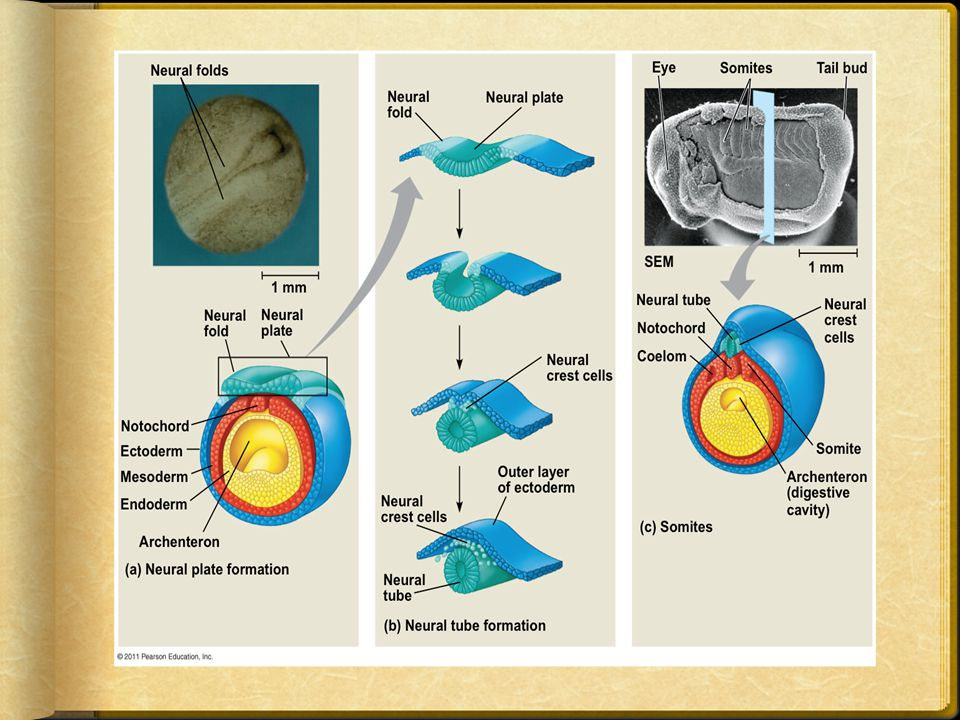 Neural folds
1 mm
Neural
fold
Neural
plate
Notochord
Ectoderm
Mesoderm
Endoderm
Archenteron
(a) Neural plate formation
Neural
fold
Neural plate
Neural
crest cells
Outer layer
of ectoderm
Neural
crest cells
Neural
tube
(b) Neural tube formation
Eye
Somites
Tail bud
SEM
1 mm
Neural tube
Notochord
Coelom
Neural
crest
cells
Somite
Archenteron
(digestive
cavity)
(c) Somites
© 2011 Pearson Education, Inc.